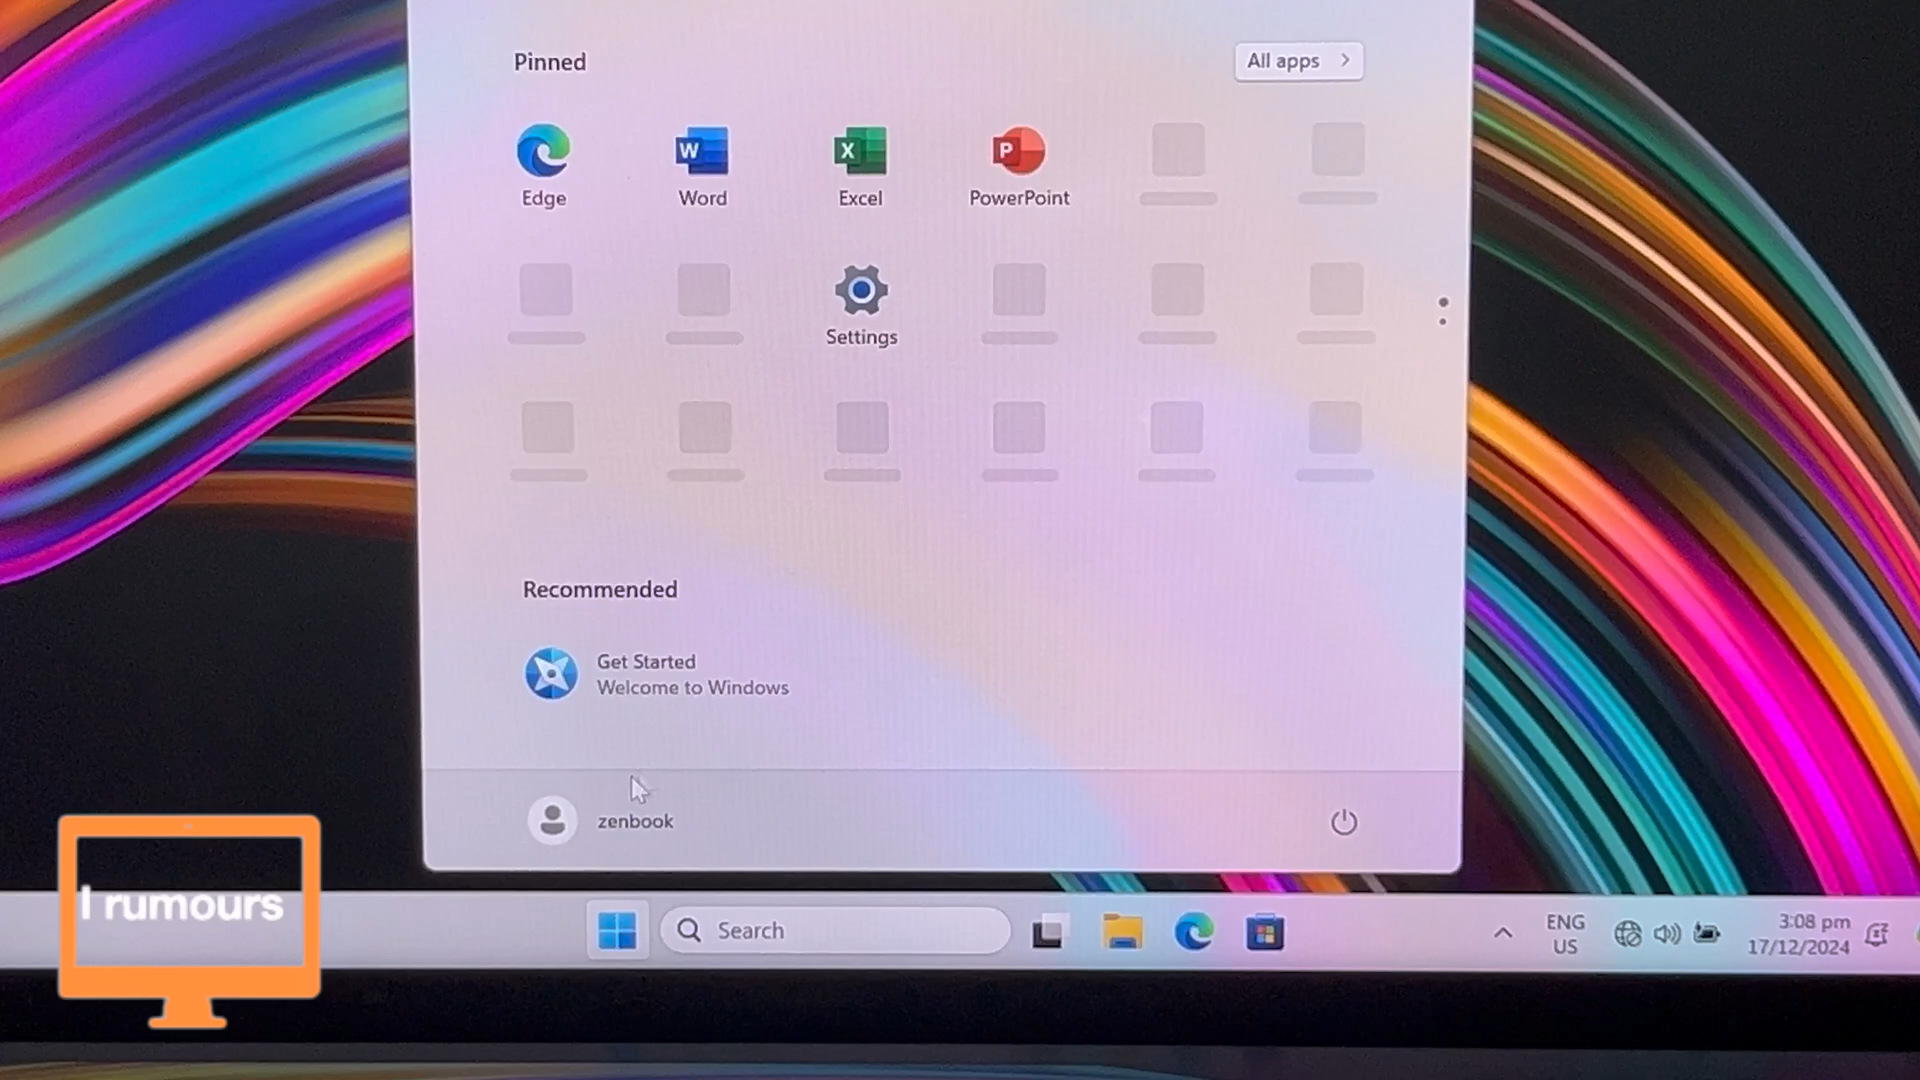 Pinned
All apps
Edge
Word
Excel
PowerPoint
Settings
Recommended
Get Started
Welcome to Windows
zenbook
I rumours
Search
ENG
US
3:08 pm
17/12/2024